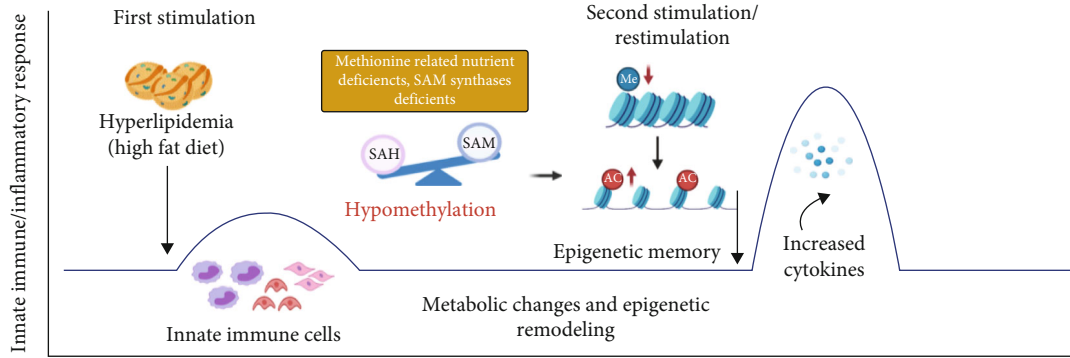 Innate immune/inflammatory response
First stimulation
Hyperlipidemia
(high fat diet)
Innate immune cells
Methionine related nutrient
deficiencts, SAM synthases
deficients
SAH
SAM
Hypomethylation
Metabolic changes and epigenetic
remodeling
Second stimulation/
restimulation
Me
AC
AC
Epigenetic memory
Increased
cytokines